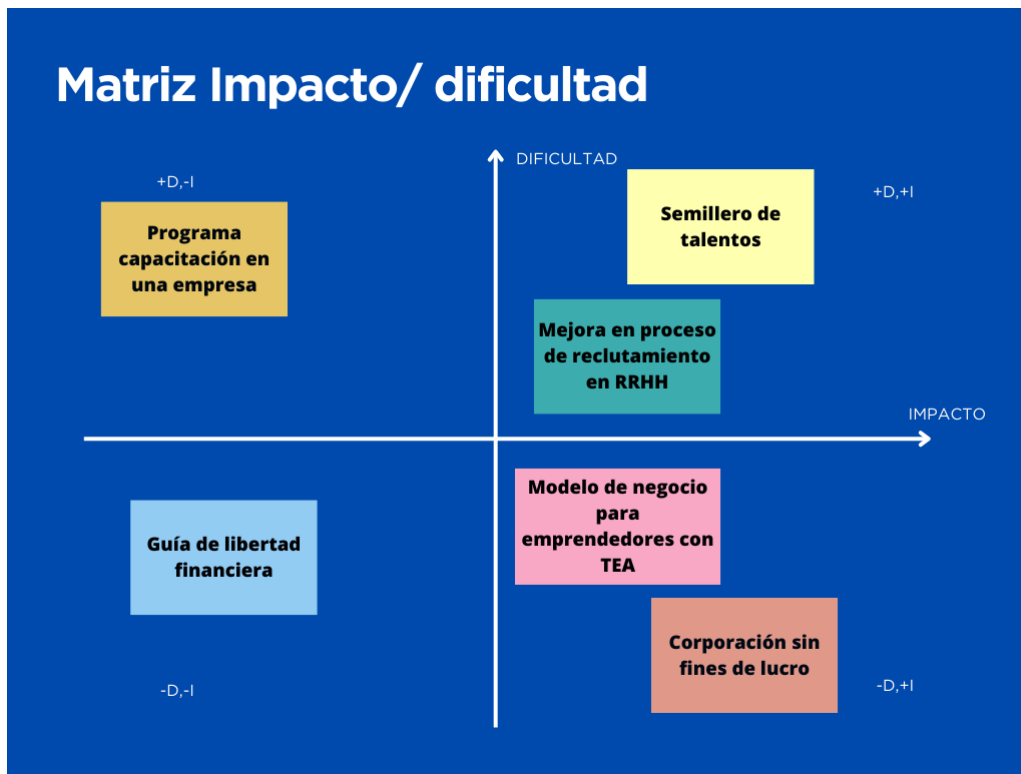 Matriz Impacto/ dificultad
DIFICULTAD
+D,-I
+D,+I
Programa
capacitación en
una empresa
Semillero de
talentos
Mejora en proceso
de reclutamiento
en RRHH
IMPACTO
Modelo de negocio
para
emprendedores con
TEA
Guía de libertad
financiera
Corporación sin
fines de lucro
-D,-I
-D,+I